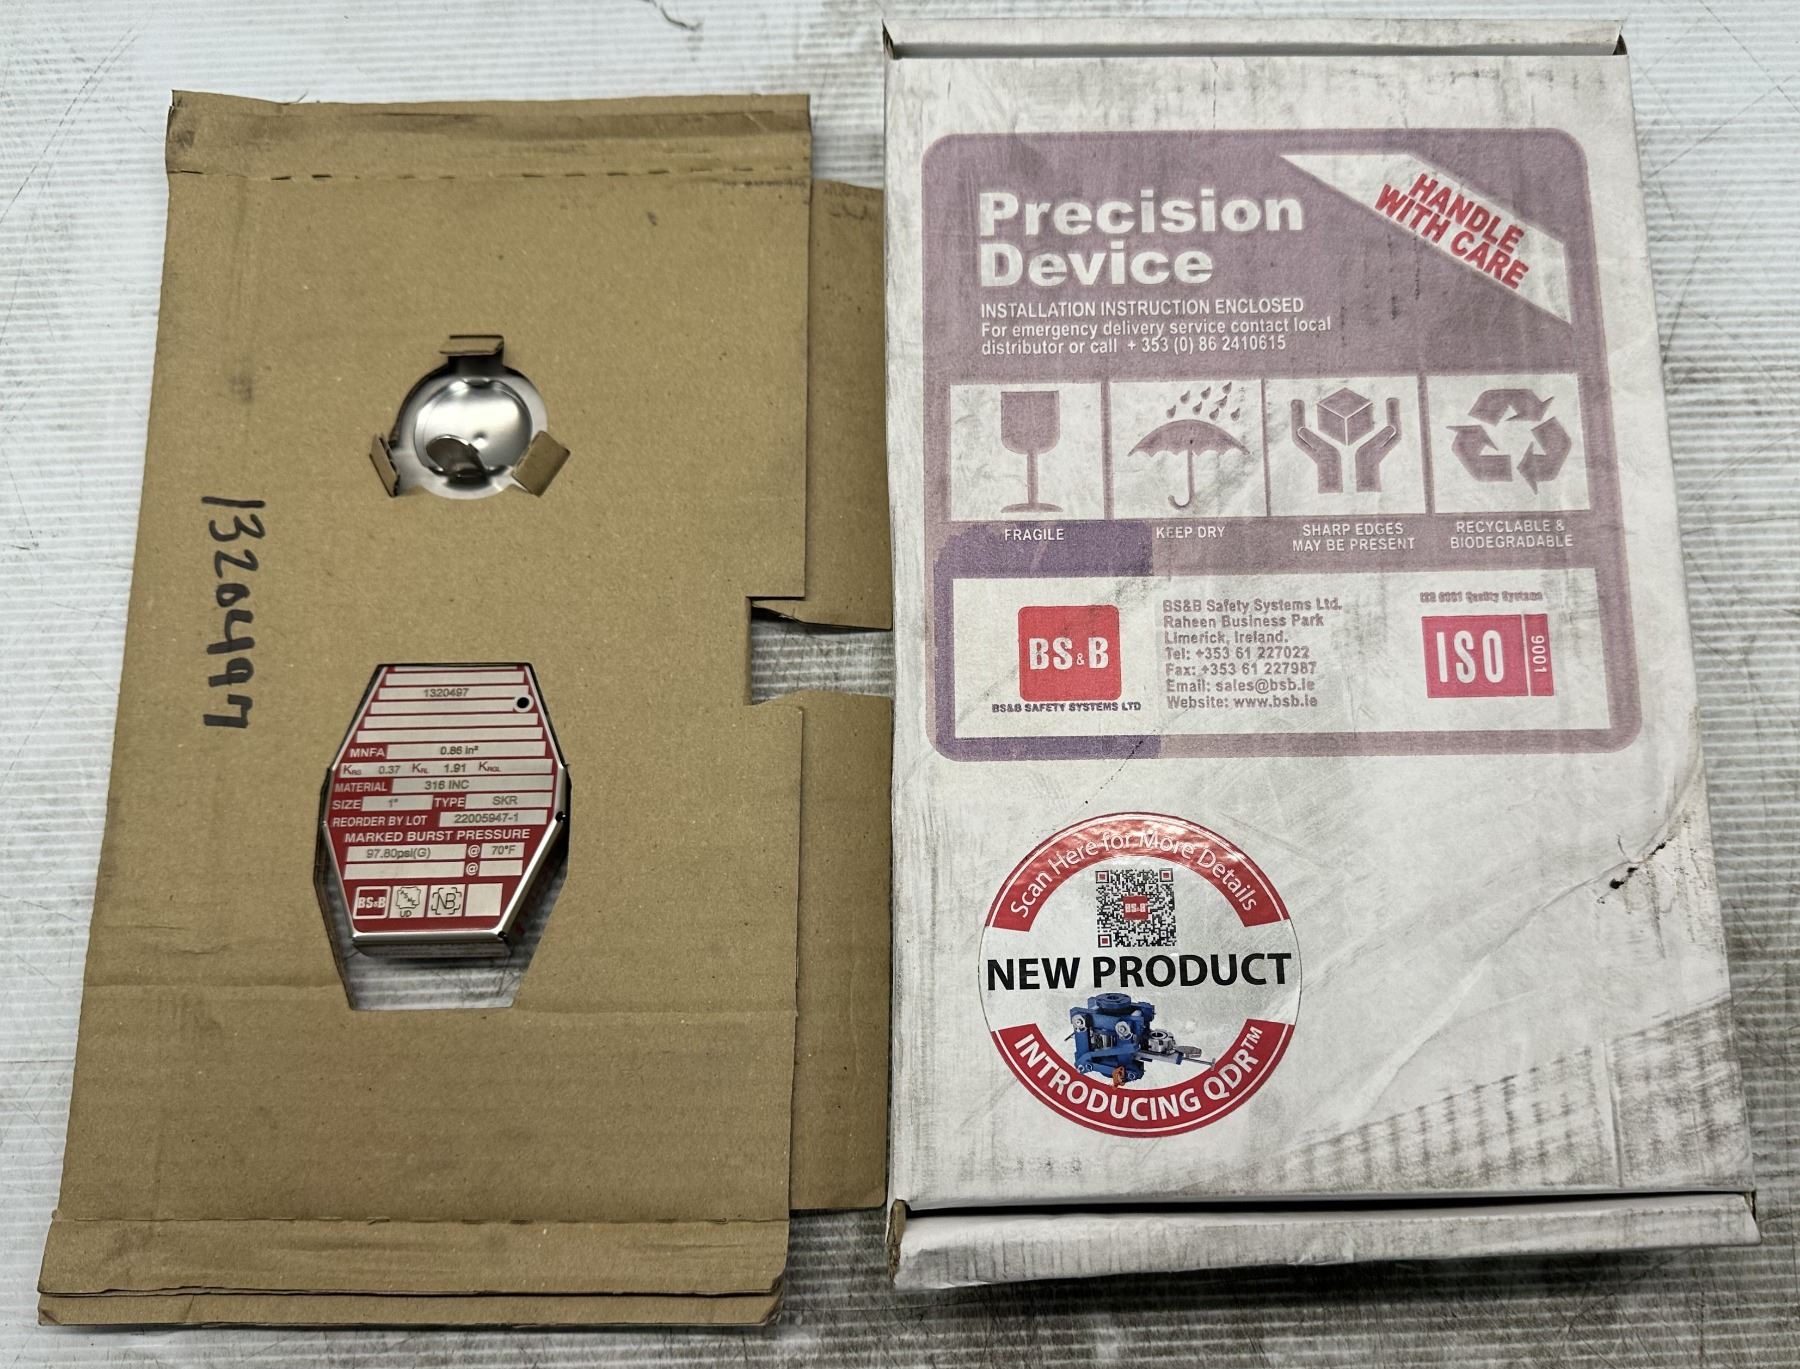 1320497
1320497
MNFA 0.86 in²
KRG 0.37 KRL 1.91 KRGL
MATERIAL 316 INC
SIZE 1" TYPE SKR
REORDER BY LOT 22005947-1
MARKED BURST PRESSURE
97.80psi(G) @ 70°F
@
BS&B UD NB
Precision
Device
HANDLE
WITH CARE
INSTALLATION INSTRUCTION ENCLOSED
For emergency delivery service contact local
distributor or call + 353 (0) 86 2410615
FRAGILE
KEEP DRY
SHARP EDGES
MAY BE PRESENT
RECYCLABLE &
BIODEGRADABLE
BS&B
BS&B SAFETY SYSTEMS LTD
BS&B Safety Systems Ltd.
Raheen Business Park
Limerick, Ireland.
Tel: +353 61 227022
Fax: +353 61 227987
Email: sales@bsb.ie
Website: www.bsb.ie
ISO 9001 Quality Systems
ISO 9001
Scan Here for More Details
BS&B
NEW PRODUCT
INTRODUCING QDR™